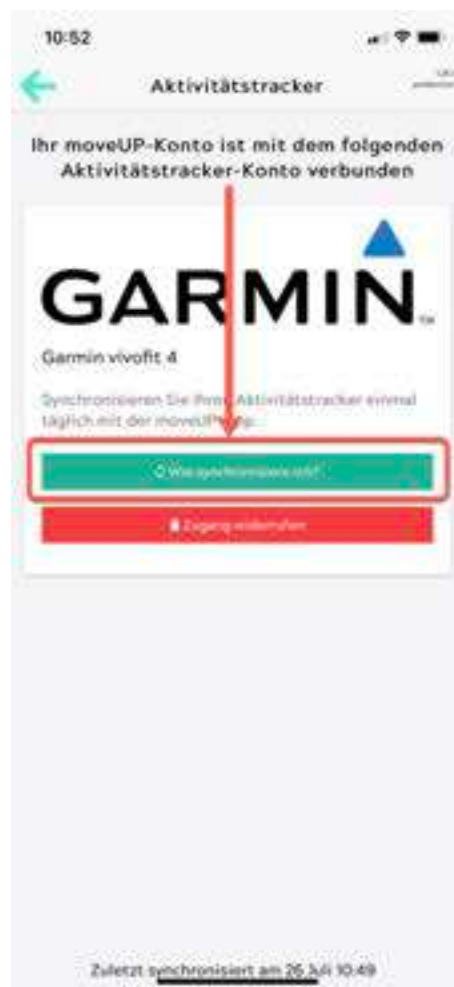 10:52
Aktivitätstracker
Ihr moveUP-Konto ist mit dem folgenden
Aktivitätstracker-Konto verbunden
GARMIN
Garmin vivofit 4
Synchronisieren Sie Ihren Aktivitätstracker einmal
täglich mit der moveUP
Wie synchronisiere ich?
Zugang widerrufen
Zuletzt synchronisiert am 26 Juli 10:49